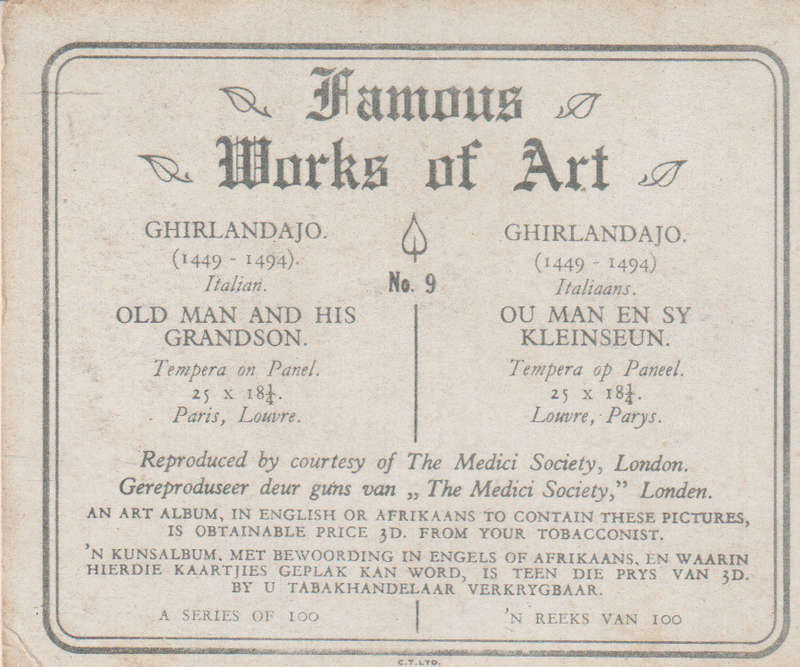 Famous
Works of Art
GHIRLANDAJO.
(1449 - 1494).
Italian.
OLD MAN AND HIS
GRANDSON.
Tempera on Panel.
25 X 18¼.
Paris, Louvre.
No. 9
GHIRLANDAJO.
(1449 - 1494)
Italiaans.
OU MAN EN SY
KLEINSEUN.
Tempera op Paneel.
25 X 18¼.
Louvre, Parys.
Reproduced by courtesy of The Medici Society, London.
Gereproduseer deur guns van „ The Medici Society,” Londen.
AN ART ALBUM, IN ENGLISH OR AFRIKAANS TO CONTAIN THESE PICTURES,
IS OBTAINABLE PRICE 3D. FROM YOUR TOBACCONIST.
'N KUNSALBUM, MET BEWOORDING IN ENGELS OF AFRIKAANS, EN WAARIN
HIERDIE KAARTJIES GEPLAK KAN WORD, IS TEEN DIE PRYS VAN 3D.
BY U TABAKHANDELAAR VERKRYGBAAR.
A SERIES OF 100
'N REEKS VAN 100
C.T. LTD.